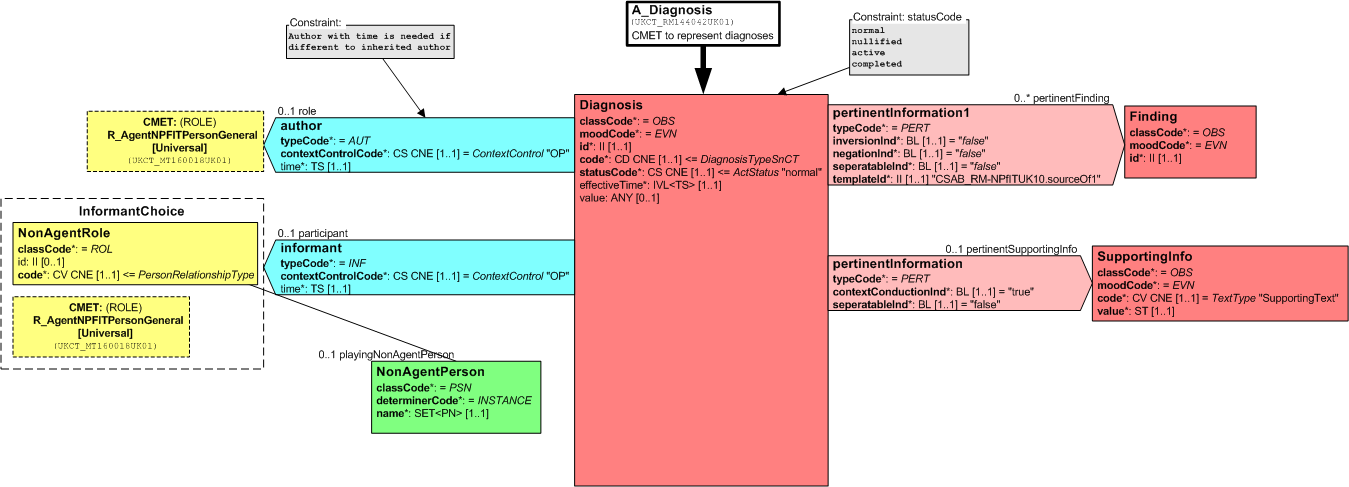 A_Diagnosis
(UKCT_RM144042UK01)
CMET to represent diagnoses
Constraint:
Author with time is needed if
different to inherited author
Constraint: statusCode
normal
nullified
active
completed
CMET: (ROLE)
R_AgentNPFITPersonGeneral
[Universal]
(UKCT_MT160018UK01)
0..1 role
author
typeCode*: = AUT
contextControlCode*: CS CNE [1..1] = ContextControl "OP"
time*: TS [1..1]
Diagnosis
classCode*: = OBS
moodCode*: = EVN
id*: II [1..1]
code*: CD CNE [1..1] <= DiagnosisTypeSnCT
statusCode*: CS CNE [1..1] <= ActStatus "normal"
effectiveTime*: IVL<TS> [1..1]
value: ANY [0..1]
0..* pertinentFinding
pertinentInformation1
typeCode*: = PERT
inversionInd*: BL [1..1] = "false"
negationInd*: BL [1..1] = "false"
seperatableInd*: BL [1..1] = "false"
templateId*: II [1..1] "CSAB_RM-NPfITUK10.sourceOf1"
Finding
classCode*: = OBS
moodCode*: = EVN
id*: II [1..1]
InformantChoice
NonAgentRole
classCode*: = ROL
id: II [0..1]
code*: CV CNE [1..1] <= PersonRelationshipType
CMET: (ROLE)
R_AgentNPFITPersonGeneral
[Universal]
(UKCT_MT160018UK01)
0..1 participant
informant
typeCode*: = INF
contextControlCode*: CS CNE [1..1] = ContextControl "OP"
time*: TS [1..1]
0..1 pertinentSupportingInfo
pertinentInformation
typeCode*: = PERT
contextConductionInd*: BL [1..1] = "true"
seperatableInd*: BL [1..1] = "false"
SupportingInfo
classCode*: = OBS
moodCode*: = EVN
code*: CV CNE [1..1] = TextType "SupportingText"
value*: ST [1..1]
0..1 playingNonAgentPerson
NonAgentPerson
classCode*: = PSN
determinerCode*: = INSTANCE
name*: SET<PN> [1..1]